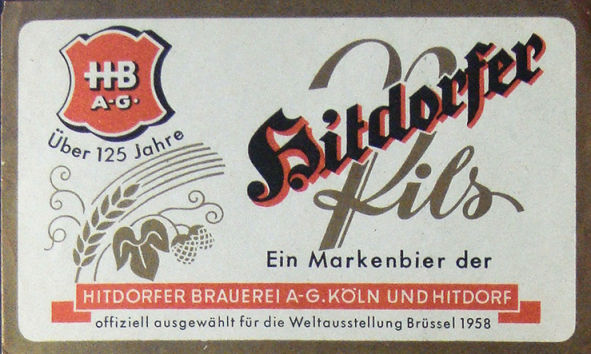 HB
A-G·
Über 125 Jahre
Hitdorfer
Pils
Ein Markenbier der
HITDORFER BRAUEREI A-G. KÖLN UND HITDORF
offiziell ausgewählt für die Weltausstellung Brüssel 1958